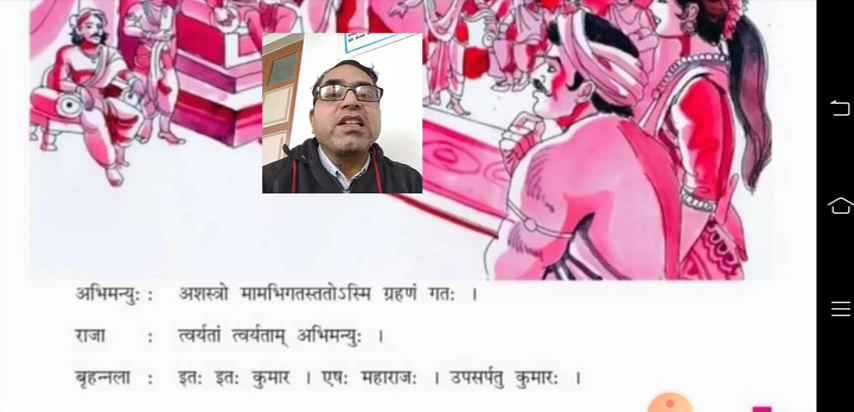 अभिमन्युः : अशस्त्रो मामभिगतस्ततोऽस्मि ग्रहणं गतः ।
राजा : त्वर्यतां त्वर्यताम् अभिमन्युः ।
बृहन्नला : इतः इतः कुमार । एषः महाराजः । उपसर्पतु कुमारः ।